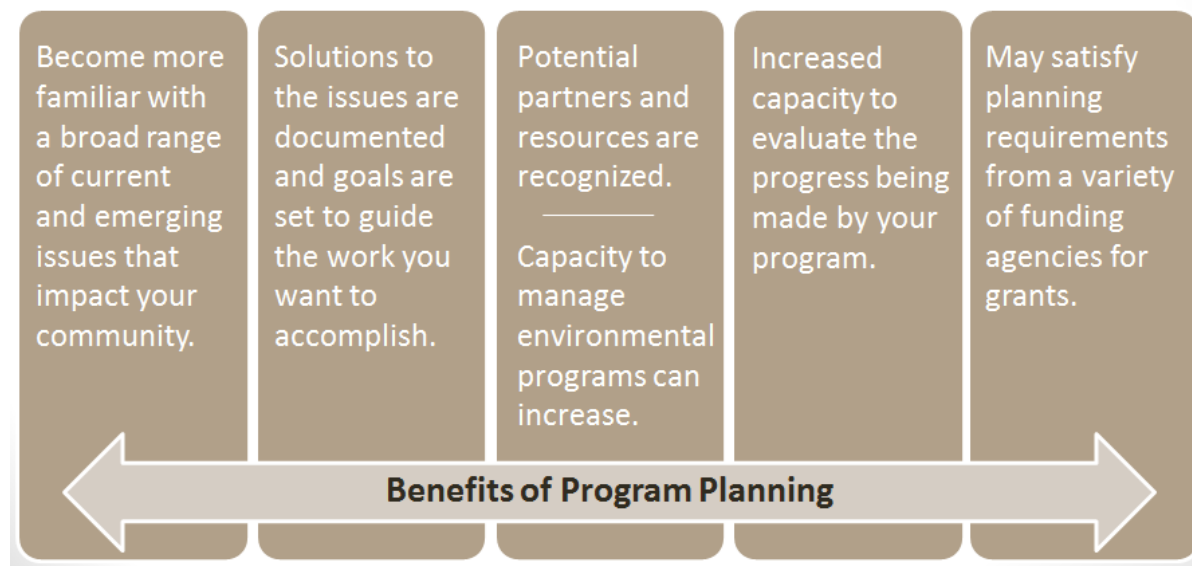 Become more
familiar with
a broad range
of current
and emerging
issues that
impact your
community.
Solutions to
the issues are
documented
and goals are
set to guide
the work you
want to
accomplish.
Potential
partners and
resources are
recognized.
Capacity to
manage
environmental
programs can
increase.
Increased
capacity to
evaluate the
progress being
made by your
program.
May satisfy
planning
requirements
from a variety
of funding
agencies for
grants.
Benefits of Program Planning